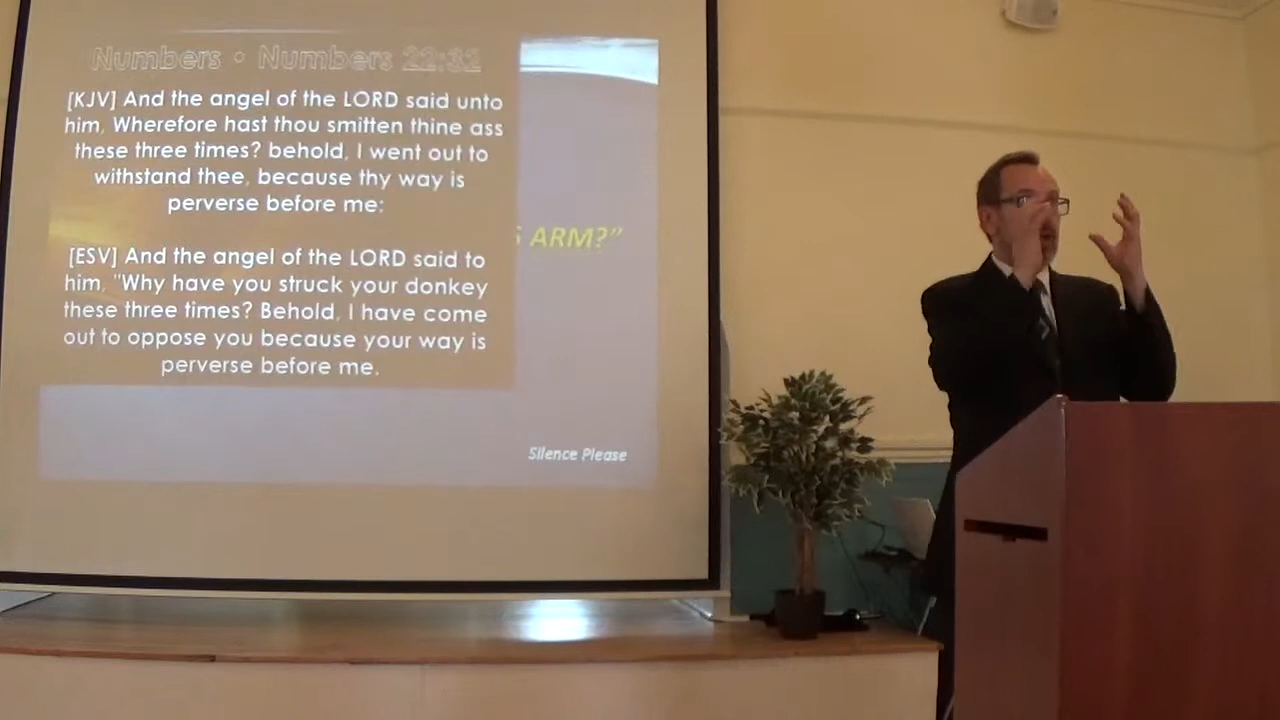 Numbers • Numbers 22:32
[KJV] And the angel of the LORD said unto
him, Wherefore hast thou smitten thine ass
these three times? behold, I went out to
withstand thee, because thy way is
perverse before me:
[ESV] And the angel of the LORD said to
him, "Why have you struck your donkey
these three times? Behold, I have come
out to oppose you because your way is
perverse before me.
ARM?”
Silence Please